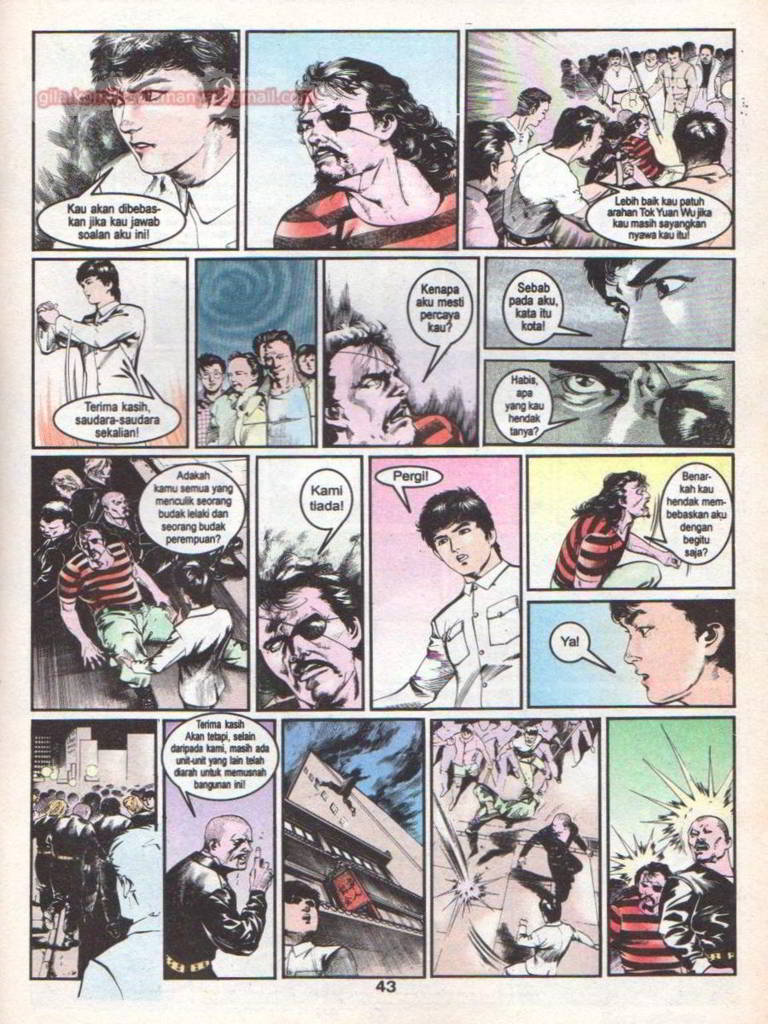 Kau akan dibebas-
kan jika kau jawab
soalan aku ini!
Lebih baik kau patuh
arahan Tok Yuan Wu jika
kau masih sayangkan
nyawa kau itu!
Terima kasih,
saudara-saudara
sekalian!
Kenapa
aku mesti
percaya
kau?
Sebab
pada aku,
kata itu
kota!
Habis,
apa
yang kau
hendak
tanya?
Adakah
kamu semua yang
menculik seorang
budak lelaki dan
seorang budak
perempuan?
Kami
tiada!
Pergi!
Benar-
kah kau
hendak mem-
bebaskan aku
dengan
begitu
saja?
Ya!
Terima kasih
Akan tetapi, selain
daripada kami, masih ada
unit-unit yang lain telah
diarah untuk memusnah
bangunan ini!
43